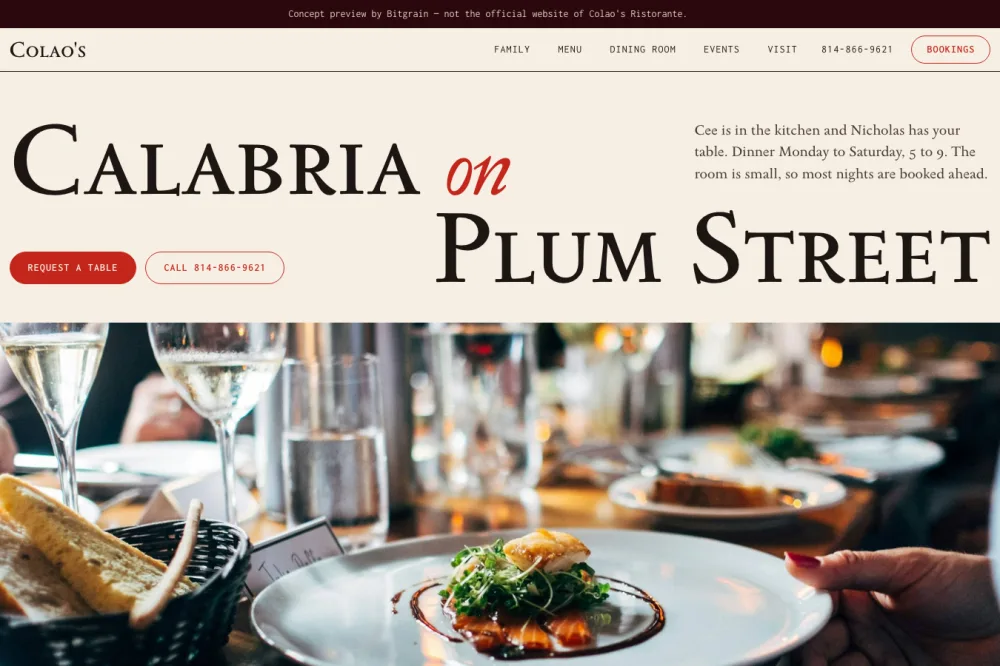 Concept preview by Bitgrain — not the official website of Colao's Ristorante.
Colao's
FAMILY MENU DINING ROOM EVENTS VISIT 814-866-9621 BOOKINGS
Calabria on
Plum Street
Cee is in the kitchen and Nicholas has your
table. Dinner Monday to Saturday, 5 to 9. The
room is small, so most nights are booked ahead.
REQUEST A TABLE
CALL 814-866-9621